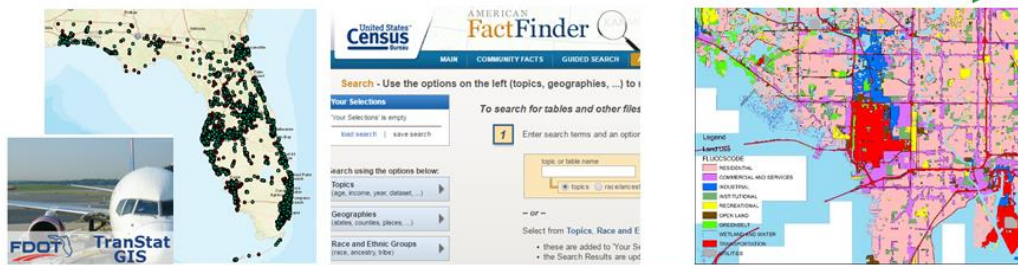 FDOT
TranStat
GIS
United States®
Census
Bureau
AMERICAN
FactFinder
MAIN
COMMUNITY FACTS
GUIDED SEARCH
Search - Use the options on the left (topics, geographies, ...) to
Your Selections
'Your Selections' is empty
load search | save search
Search using the options below:
Topics
(age, income, year, dataset, ...)
Geographies
(states, counties, places, ...)
Race and Ethnic Groups
(race, ancestry, tribe)
To search for tables and other files
1
Enter search terms and an option
topic or table name
topics
-- or --
Select from Topics, Race and E
• these are added to 'Your Se
• the Search Results are upd
Legend
Land Use
FLUCCSCODE
RESIDENTIAL
COMMERCIAL AND SERVICES
INDUSTRIAL
INSTITUTIONAL
RECREATIONAL
OPEN LAND
GREENBELT
WETLAND AND WATER
TRANSPORTATION
UTILITIES